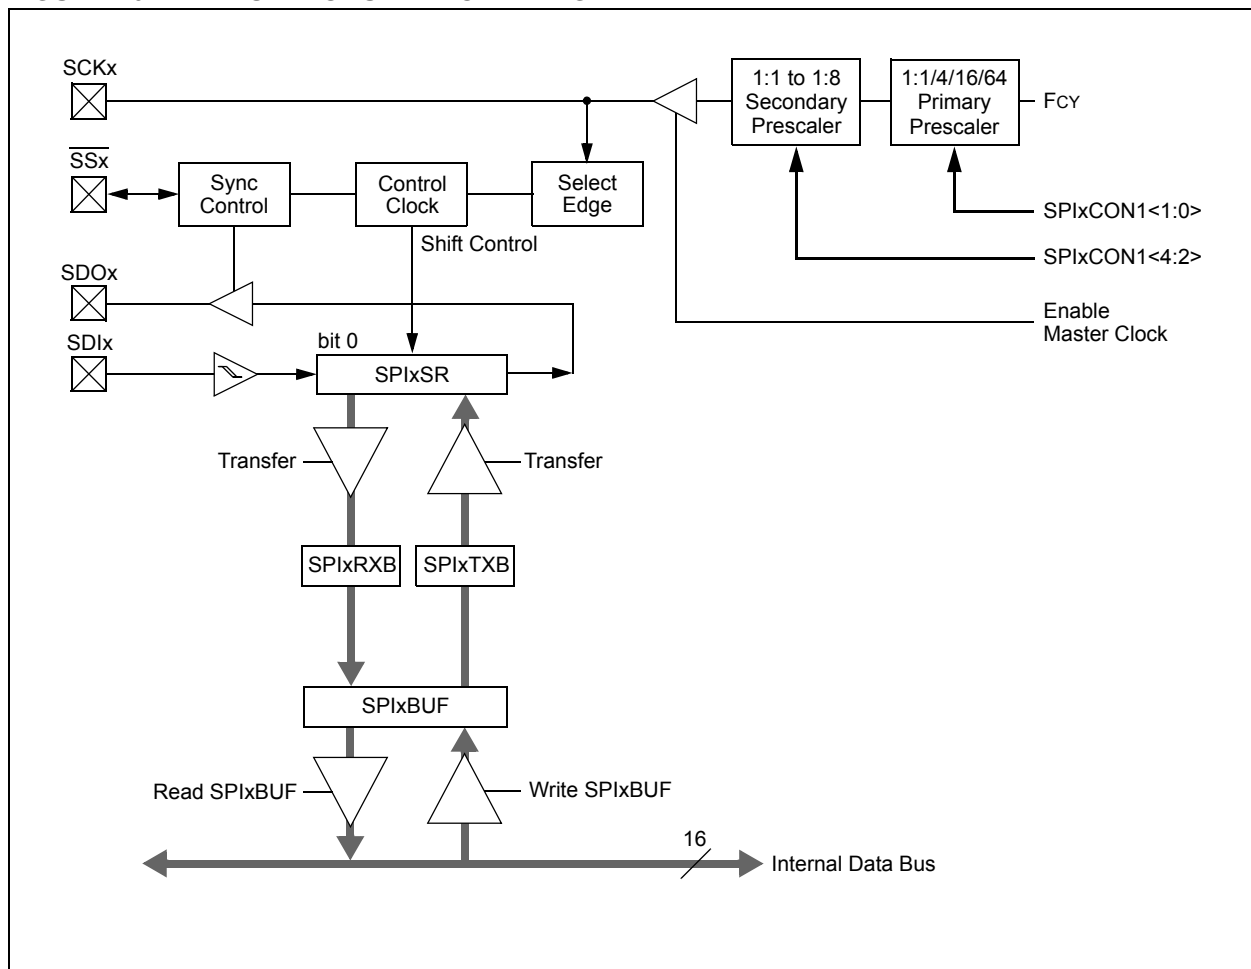 SCKx
1:1 to 1:8
Secondary
Prescaler
1:1/4/16/64
Primary
Prescaler
FCY
SSx
Sync
Control
Control
Clock
Select
Edge
SPIxCON1<1:0>
Shift Control
SPIxCON1<4:2>
SDOx
Enable
Master Clock
SDIx
bit 0
SPIxSR
Transfer
Transfer
SPIxRXB
SPIxTXB
SPIxBUF
Read SPIxBUF
Write SPIxBUF
16
Internal Data Bus